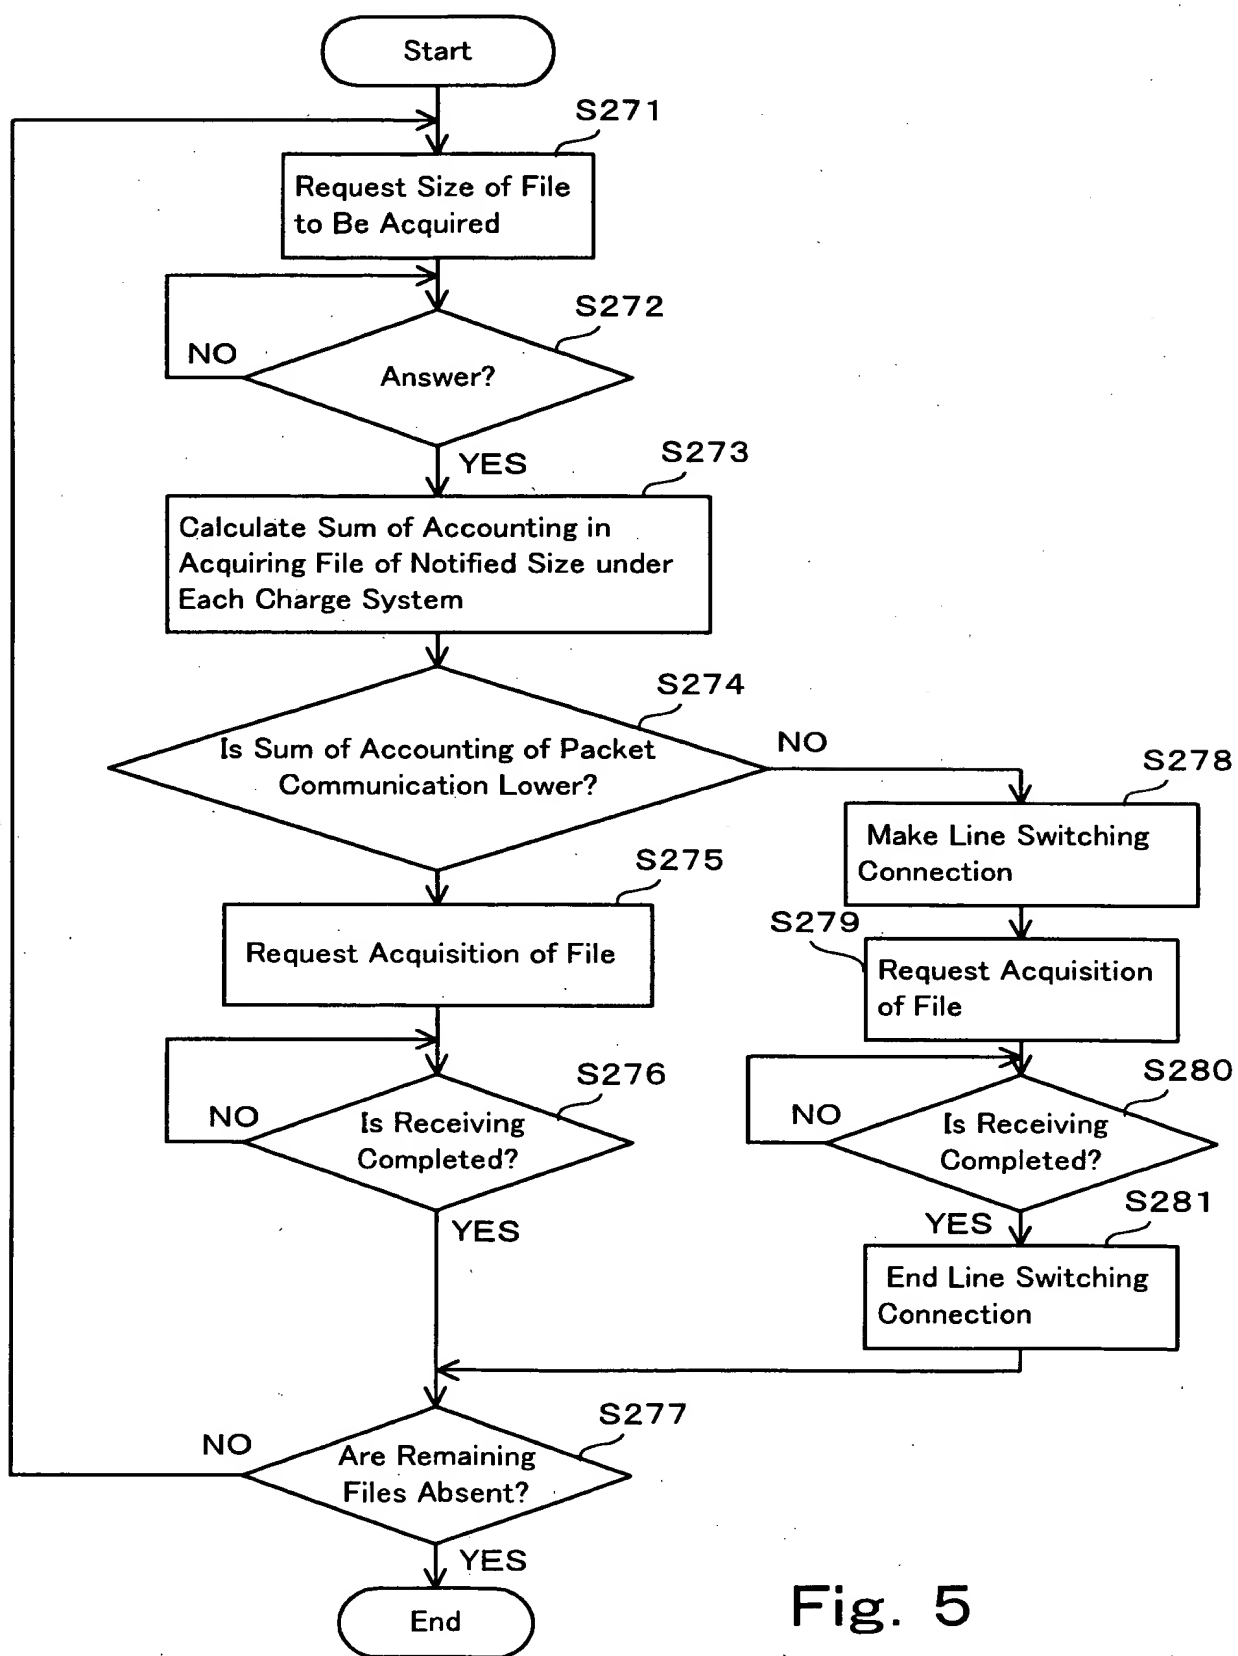 Start
S271
Request Size of File
to Be Acquired
S272
NO
Answer?
YES
S273
Calculate Sum of Accounting in
Acquiring File of Notified Size under
Each Charge System
S274
Is Sum of Accounting of Packet
Communication Lower?
NO
S278
Make Line Switching
Connection
S275
Request Acquisition of File
S279
Request Acquisition
of File
S276
NO
Is Receiving
Completed?
YES
S280
NO
Is Receiving
Completed?
YES
S281
End Line Switching
Connection
S277
NO
Are Remaining
Files Absent?
YES
End
Fig. 5